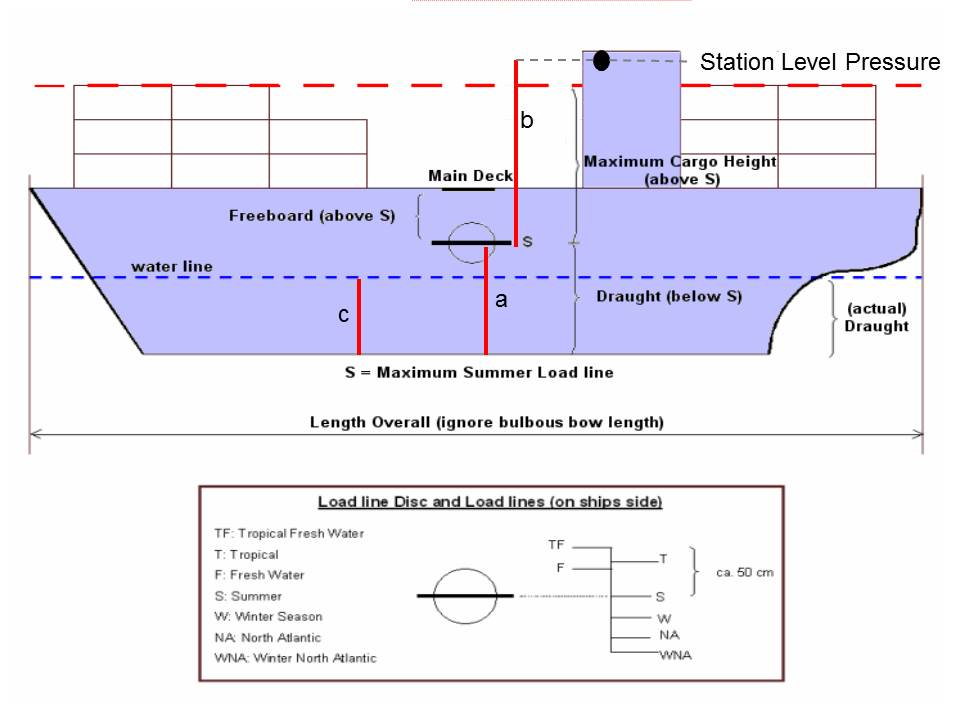 Station Level Pressure
b
Maximum Cargo Height
(above S)
Main Deck
Freeboard (above S)
S
water line
a
c
Draught (below S)
(actual)
Draught
S = Maximum Summer Load line
Length Overall (ignore bulbous bow length)
Load line Disc and Load lines (on ships side)
TF: Tropical Fresh Water
T: Tropical
F: Fresh Water
S: Summer
W: Winter Season
NA: North Atlantic
WNA: Winter North Atlantic
TF
F
T
S
W
NA
WNA
ca. 50 cm